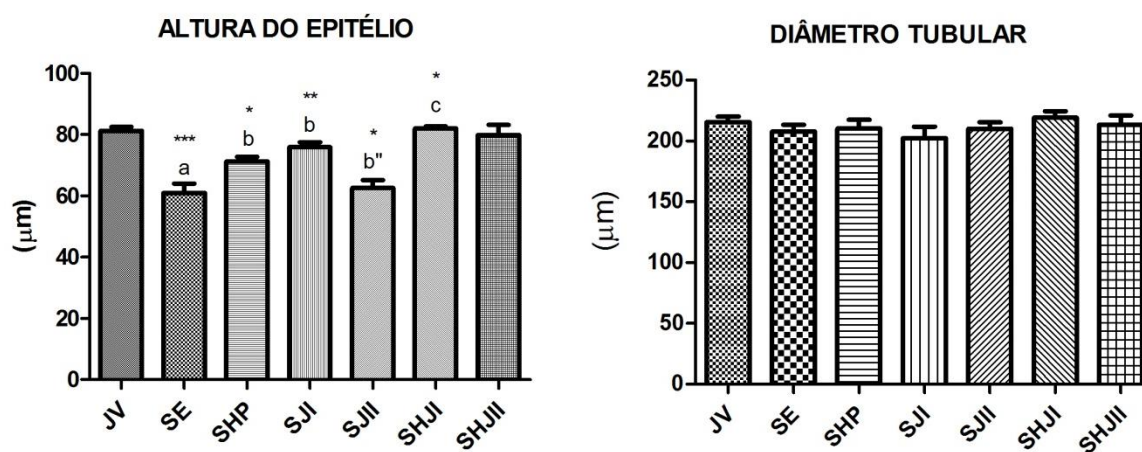 ALTURA DO EPITÉLIO
100
80
60
40
20
0
(μm)
***
a
*
b
**
b
*
b"
*
c
JV
SE
SHP
SJI
SJII
SHJI
SHJII
DIÂMETRO TUBULAR
250
200
150
100
50
0
(μm)
JV
SE
SHP
SJI
SJII
SHJI
SHJII